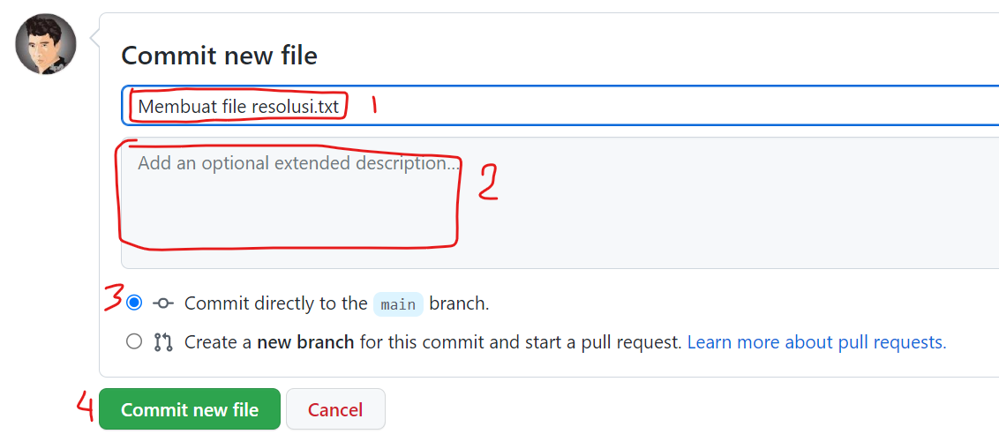 Commit new file
Membuat file resolusi.txt 1
Add an optional extended description...
2
3 Commit directly to the main branch.
Create a new branch for this commit and start a pull request. Learn more about pull requests.
4 Commit new file Cancel